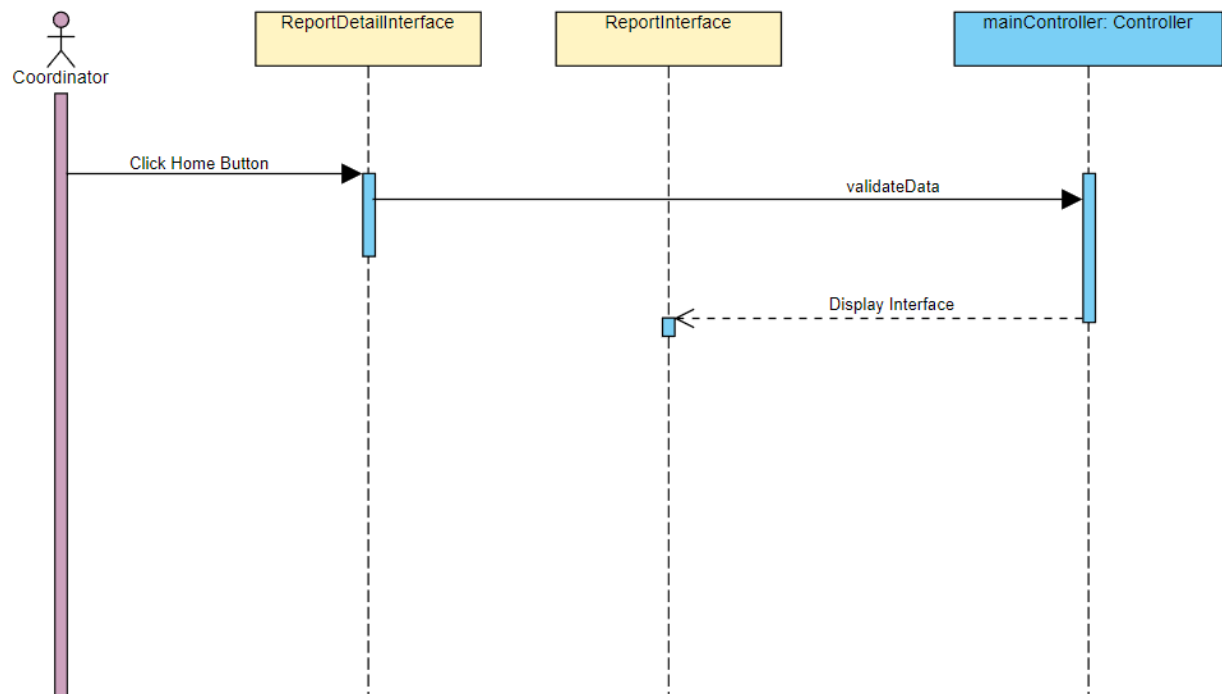 ReportDetailInterface
ReportInterface
mainController: Controller
Coordinator
Click Home Button
validateData
Display Interface